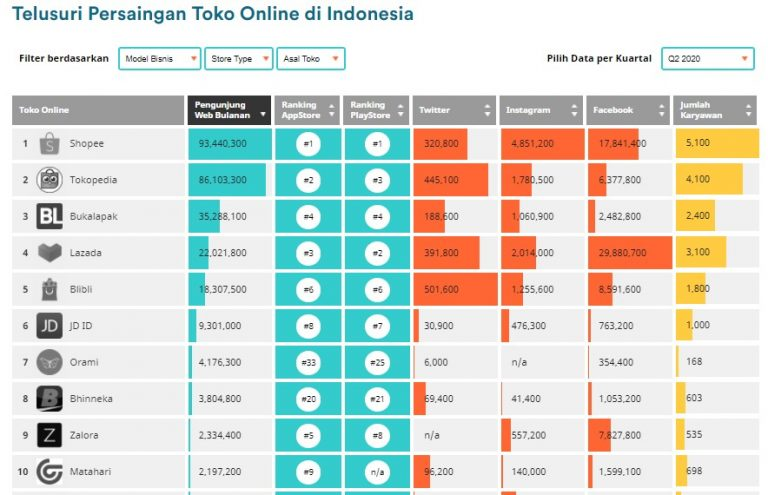 Telusuri Persaingan Toko Online di Indonesia
Filter berdasarkan Model Bisnis Store Type Asal Toko Pilih Data per Kuartal Q2 2020
Toko Online Pengunjung Web Bulanan Ranking AppStore Ranking PlayStore Twitter Instagram Facebook Jumlah Karyawan
1 Shopee 93,440,300 #1 #1 320,800 4,851,200 17,841,400 5,100
2 Tokopedia 86,103,300 #2 #3 445,100 1,780,500 6,377,800 4,100
3 BL Bukalapak 35,288,100 #4 #4 188,600 1,060,900 2,482,800 2,400
4 Lazada 22,021,800 #3 #2 391,800 2,014,000 29,880,700 3,100
5 Blibli 18,307,500 #6 #6 501,600 1,255,600 8,591,600 1,800
6 JD JD ID 9,301,000 #8 #7 30,900 476,300 763,200 1,000
7 Orami 4,176,300 #33 #25 6,000 n/a 354,400 168
8 Bhinneka 3,804,800 #20 #21 69,400 41,400 1,053,200 603
9 Z Zalora 2,334,400 #5 #8 n/a 557,200 7,827,800 535
10 Matahari 2,197,200 #9 n/a 96,200 140,000 1,599,100 698